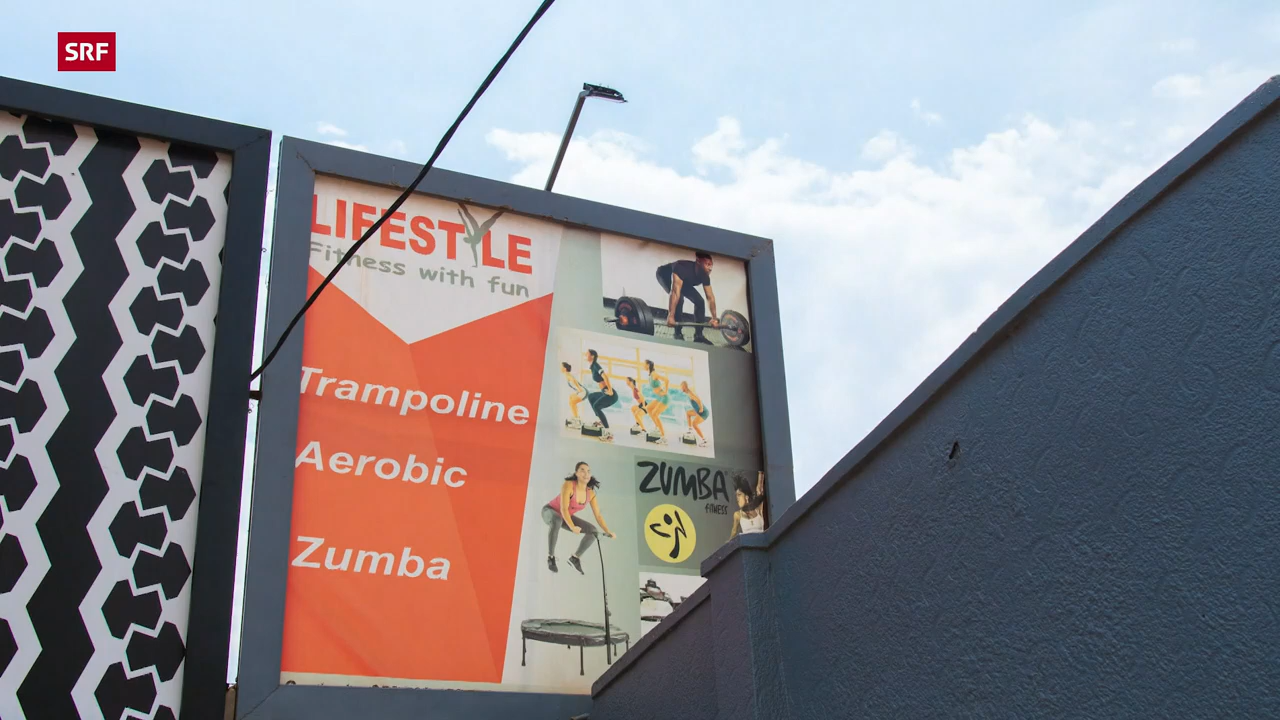 SRF
LIFESTYLE
Fitness with fun
Trampoline
Aerobic
Zumba
ZUMBA
FITNESS